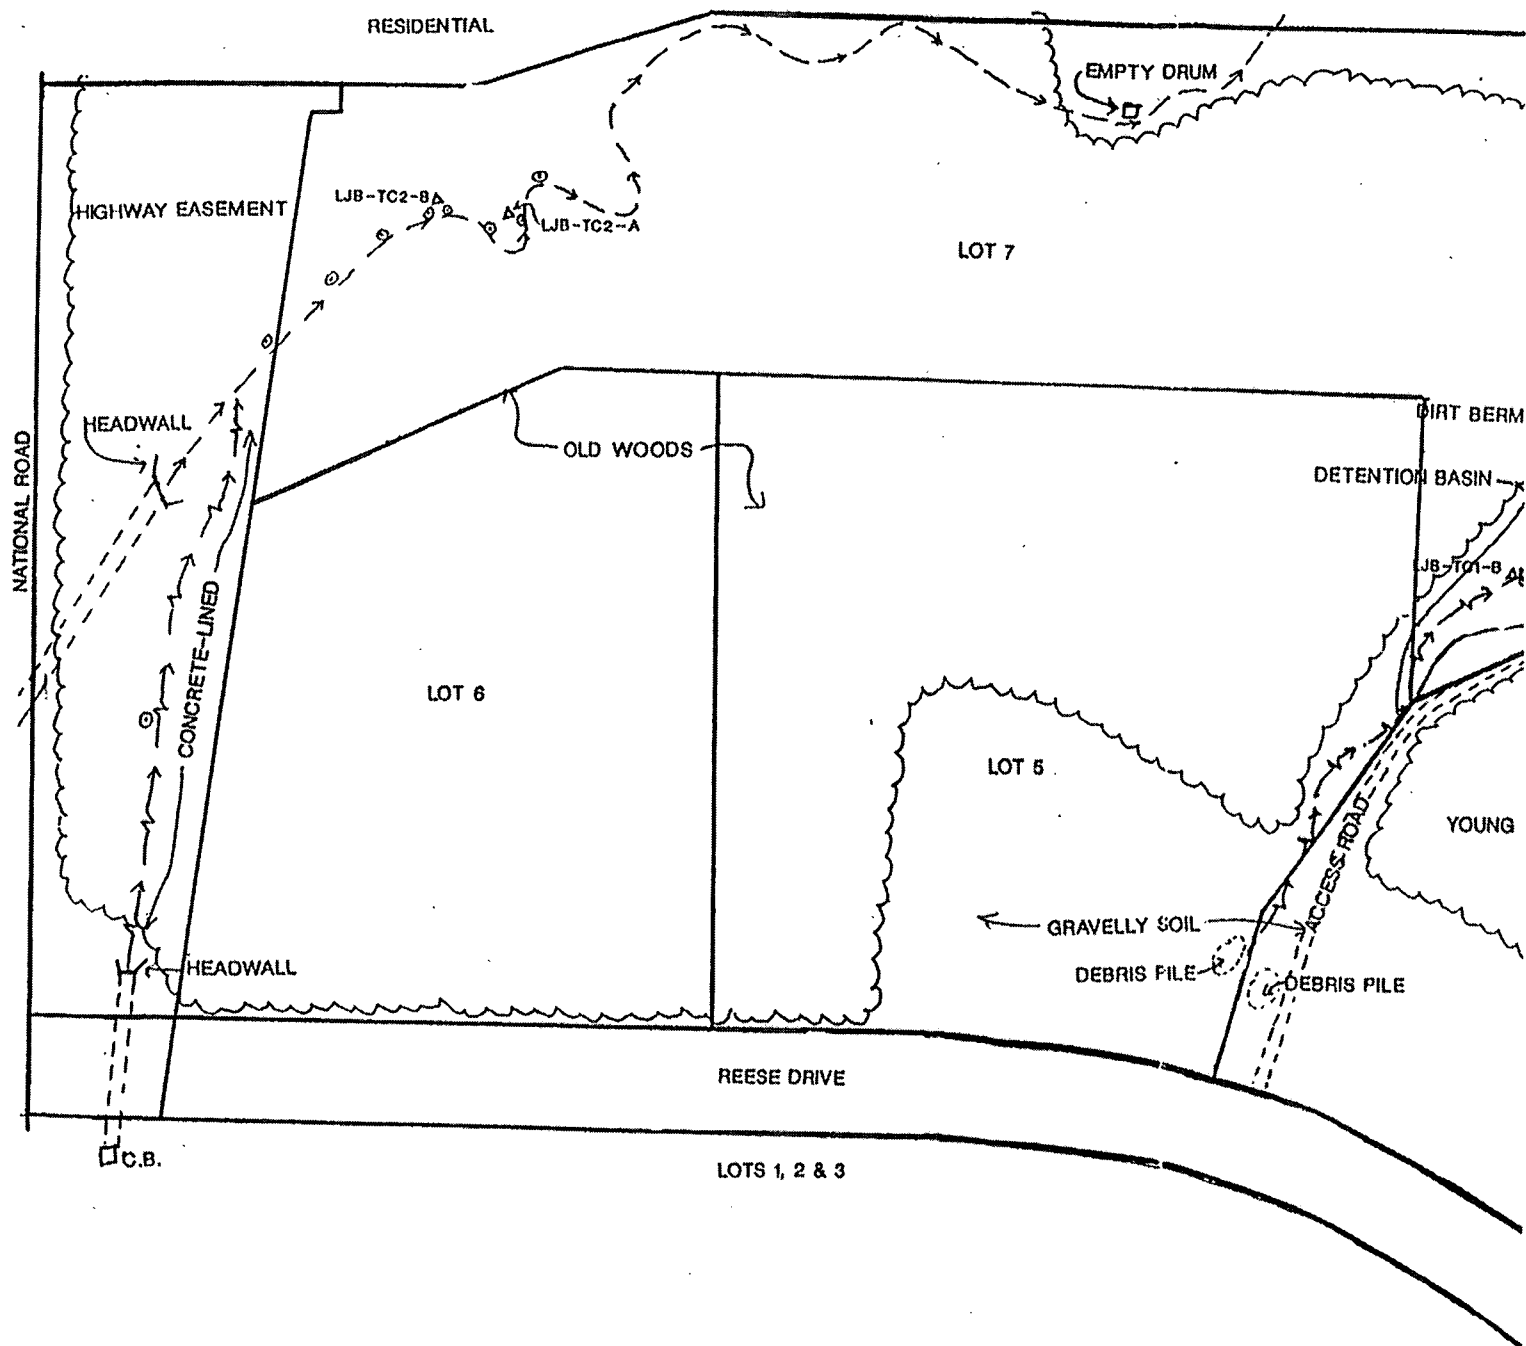 RESIDENTIAL
EMPTY DRUM
LJB-TC2-B
HIGHWAY EASEMENT
LJB-TC2-A
LOT 7
HEADWALL
OLD WOODS
DIRT BERM
DETENTION BASIN
NATIONAL ROAD
LJB-TC1-B
CONCRETE-LINED
LOT 6
LOT 5
YOUNG
ACCESS ROAD
GRAVELLY SOIL
HEADWALL
DEBRIS PILE
DEBRIS PILE
REESE DRIVE
C.B.
LOTS 1, 2 & 3